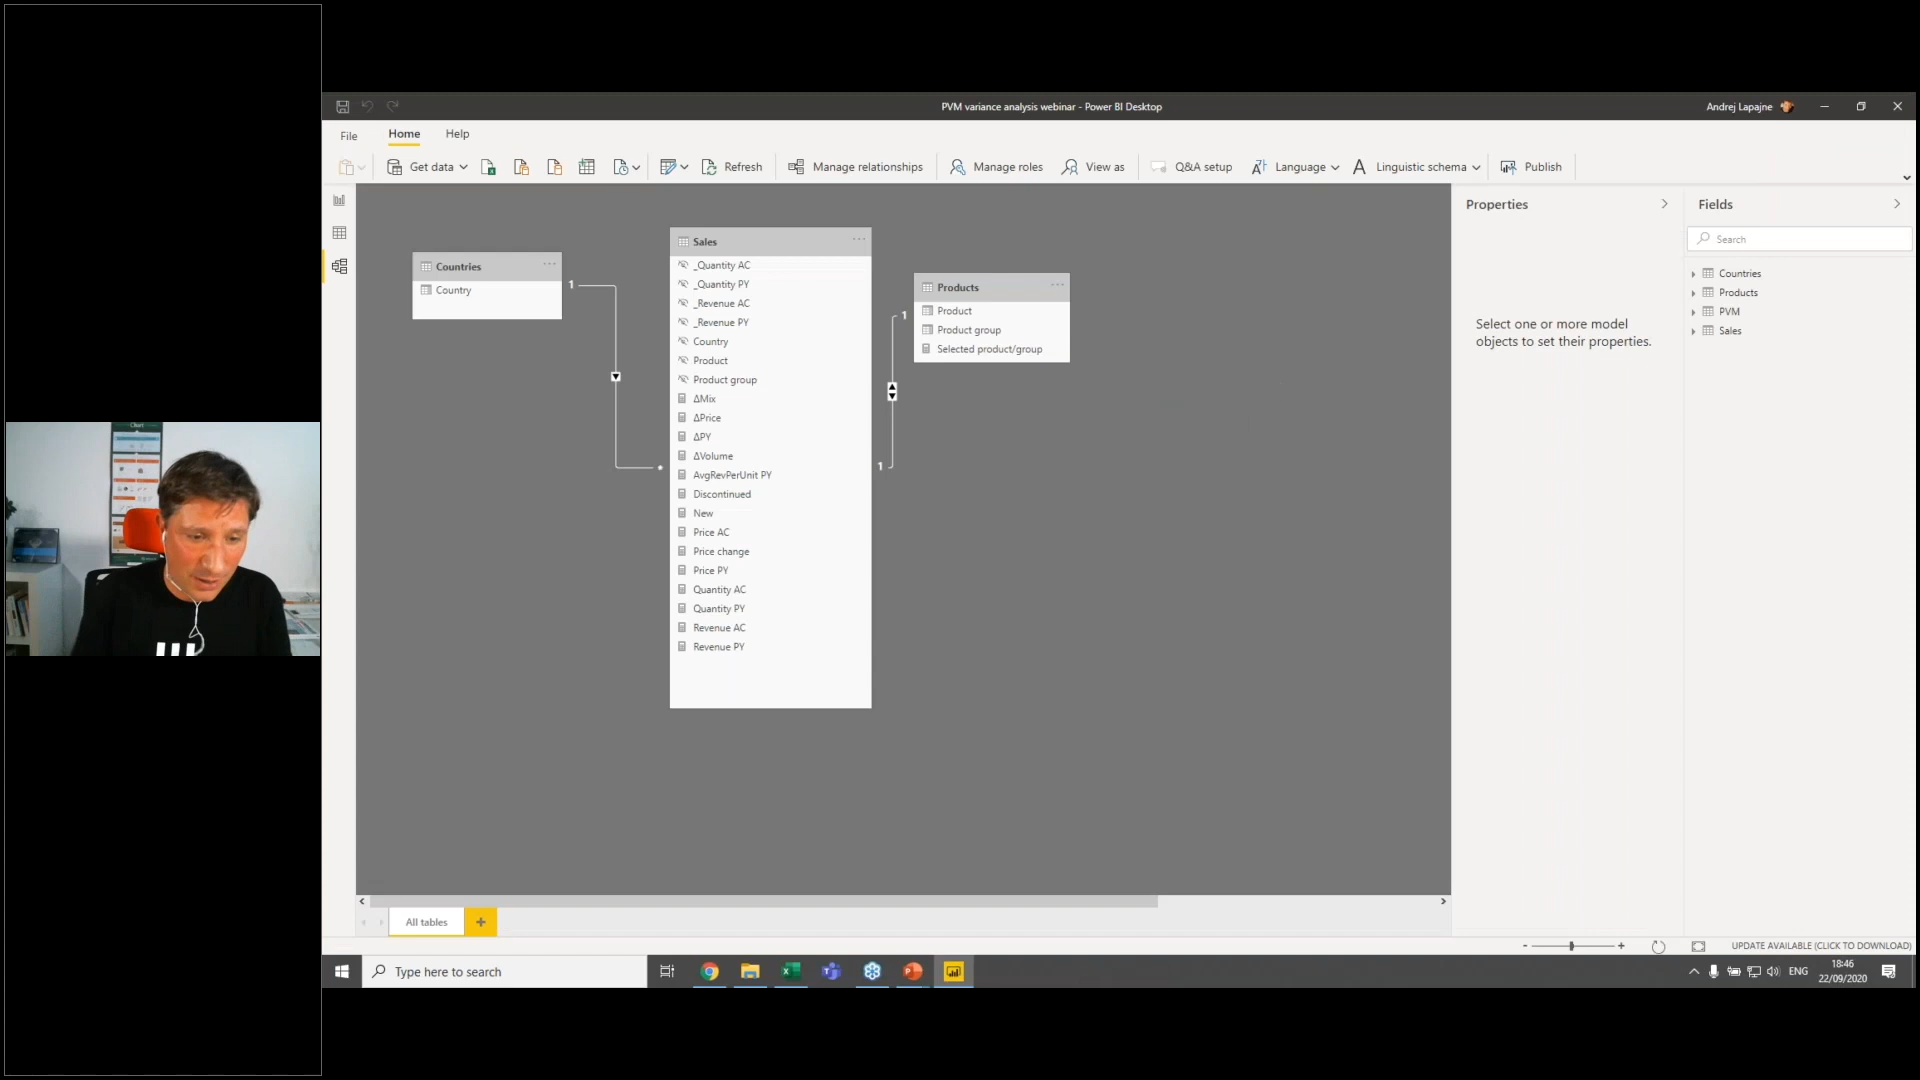 PVM variance analysis webinar - Power BI Desktop
Andrej Lapajne
File
Home
Help
Get data
Refresh
Manage relationships
Manage roles
View as
Q&A setup
Language
Linguistic schema
Publish
Countries
Country
1
*
Sales
_Quantity AC
_Quantity PY
_Revenue AC
_Revenue PY
Country
Product
Product group
ΔMix
ΔPrice
ΔPY
ΔVolume
AvgRevPerUnit PY
Discontinued
New
Price AC
Price change
Price PY
Quantity AC
Quantity PY
Revenue AC
Revenue PY
1
1
Products
Product
Product group
Selected product/group
Properties
Select one or more model
objects to set their properties.
Fields
Search
Countries
Products
PVM
Sales
All tables
+
- +
UPDATE AVAILABLE (CLICK TO DOWNLOAD)
Type here to search
ENG
18:46
22/09/2020